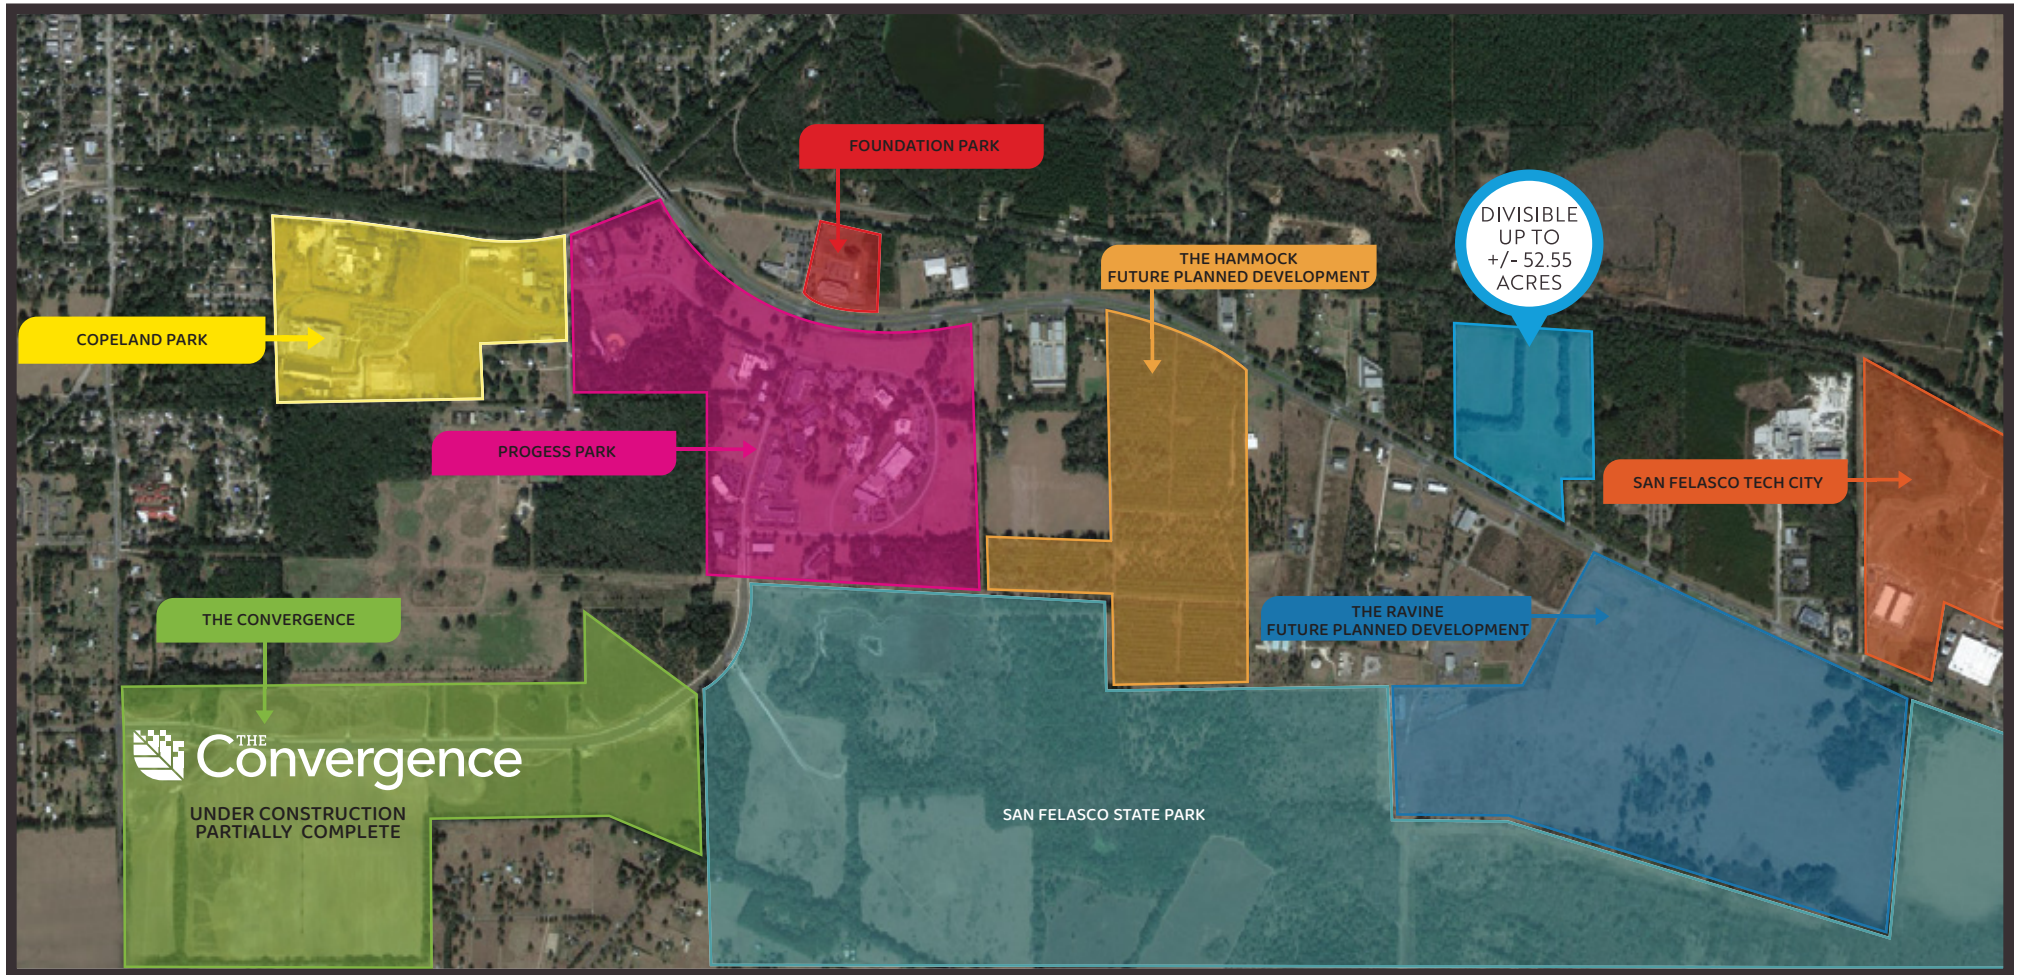 FOUNDATION PARK
DIVISIBLE
UP TO
+/- 52.55
ACRES
THE HAMMOCK
FUTURE PLANNED DEVELOPMENT
COPELAND PARK
PROGESS PARK
SAN FELASCO TECH CITY
THE CONVERGENCE
THE RAVINE
FUTURE PLANNED DEVELOPMENT
THE
Convergence
UNDER CONSTRUCTION
PARTIALLY COMPLETE
SAN FELASCO STATE PARK